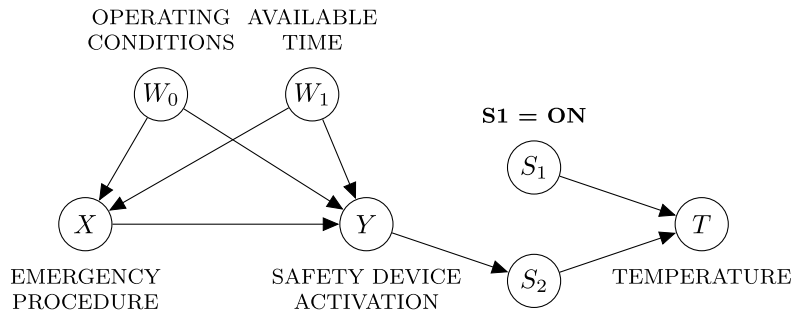 OPERATING CONDITIONS
AVAILABLE TIME
W0
W1
S1 = ON
S1
X
Y
T
S2
EMERGENCY PROCEDURE
SAFETY DEVICE ACTIVATION
TEMPERATURE